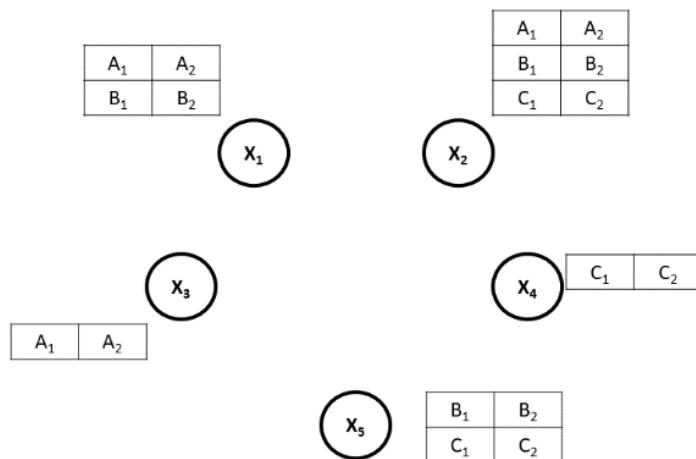 A₁ A₂
B₁ B₂
X₁
A₁ A₂
B₁ B₂
C₁ C₂
X₂
X₃
A₁ A₂
X₄
C₁ C₂
X₅
B₁ B₂
C₁ C₂